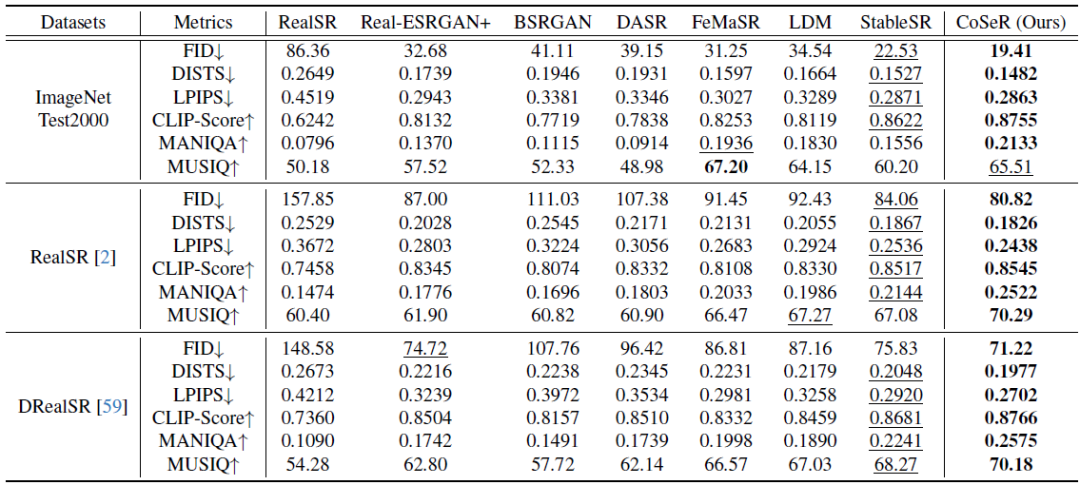 Datasets Metrics RealSR Real-ESRGAN+ BSRGAN DASR FeMaSR LDM StableSR CoSeR (Ours)
FID↓ 86.36 32.68 41.11 39.15 31.25 34.54 22.53 19.41
DISTS↓ 0.2649 0.1739 0.1946 0.1931 0.1597 0.1664 0.1527 0.1482
ImageNet LPIPS↓ 0.4519 0.2943 0.3381 0.3346 0.3027 0.3289 0.2871 0.2863
Test2000 CLIP-Score↑ 0.6242 0.8132 0.7719 0.7838 0.8253 0.8119 0.8622 0.8755
MANIQA↑ 0.0796 0.1370 0.1115 0.0914 0.1936 0.1830 0.1556 0.2133
MUSIQ↑ 50.18 57.52 52.33 48.98 67.20 64.15 60.20 65.51
FID↓ 157.85 87.00 111.03 107.38 91.45 92.43 84.06 80.82
DISTS↓ 0.2529 0.2028 0.2545 0.2171 0.2131 0.2055 0.1867 0.1826
RealSR [2] LPIPS↓ 0.3672 0.2803 0.3224 0.3056 0.2683 0.2924 0.2536 0.2438
CLIP-Score↑ 0.7458 0.8345 0.8074 0.8332 0.8108 0.8330 0.8517 0.8545
MANIQA↑ 0.1474 0.1776 0.1696 0.1803 0.2033 0.1986 0.2144 0.2522
MUSIQ↑ 60.40 61.90 60.82 60.90 66.47 67.27 67.08 70.29
FID↓ 148.58 74.72 107.76 96.42 86.81 87.16 75.83 71.22
DISTS↓ 0.2673 0.2216 0.2238 0.2345 0.2231 0.2179 0.2048 0.1977
DRealSR [59] LPIPS↓ 0.4212 0.3239 0.3972 0.3534 0.2981 0.3258 0.2920 0.2702
CLIP-Score↑ 0.7360 0.8504 0.8157 0.8510 0.8332 0.8459 0.8681 0.8766
MANIQA↑ 0.1090 0.1742 0.1491 0.1739 0.1998 0.1890 0.2241 0.2575
MUSIQ↑ 54.28 62.80 57.72 62.14 66.57 67.03 68.27 70.18